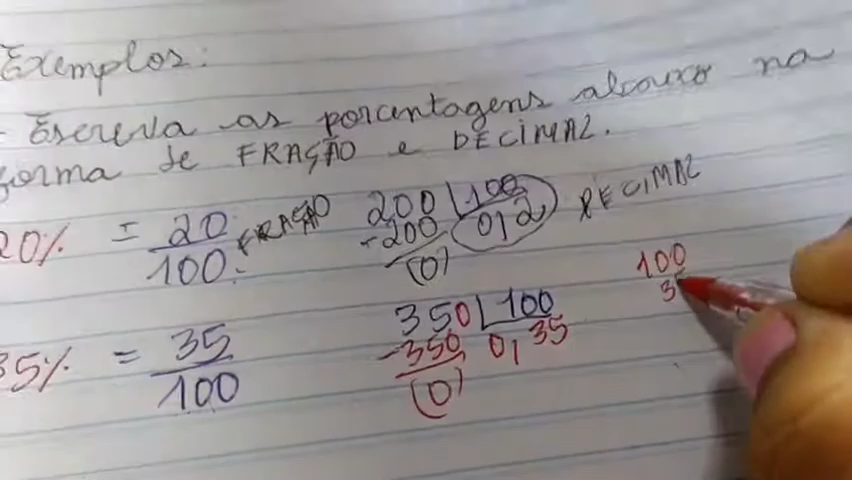 Exemplos:
- Escreva as porcentagens abaixo na
forma de FRAÇÃO e DECIMAL.
20% = 20/100 FRAÇÃO 200 | 100 DECIMAL
-200 0,2
(0)
35% = 35/100 350 | 100 100
-350 0,35 35
(0)